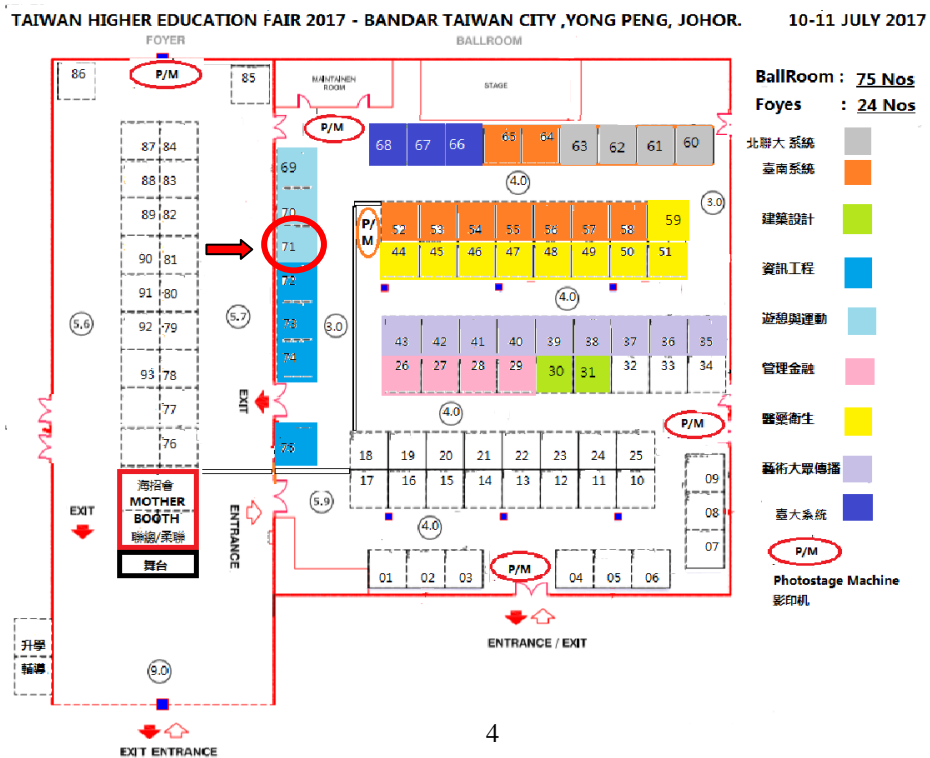 TAIWAN HIGHER EDUCATION FAIR 2017 - BANDAR TAIWAN CITY ,YONG PENG, JOHOR. 10-11 JULY 2017
FOYER
BALLROOM
86
P/M
85
MAINTAINEN
ROOM
STAGE
P/M
BallRoom : 75 Nos
Foyes : 24 Nos
北聯大系統
臺南系統
建築設計
資訊工程
遊憩與運動
管理金融
醫藥衛生
藝術大眾傳播
臺大系統
P/M
Photostage Machine
影印机
68 67 66 65 64 63 62 61 60
4.0
3.0
87 84
88 83
89 82
90 81
91 80
92 79
93 78
77
76
5.6
5.7
69
70
71
72
73
74
75
3.0
P/
M
52 53 54 55 56 57 58 59
44 45 46 47 48 49 50 51
4.0
43 42 41 40 39 38 37 36 35
26 27 28 29 30 31 32 33 34
4.0
P/M
EXIT
18 19 20 21 22 23 24 25
17 16 15 14 13 12 11 10
5.9
4.0
09
08
07
海招會
MOTHER
BOOTH
聯總/柔聯
舞台
EXIT
ENTRANCE
01 02 03
P/M
04 05 06
ENTRANCE / EXIT
升學
輔導
9.0
EXIT ENTRANCE
4